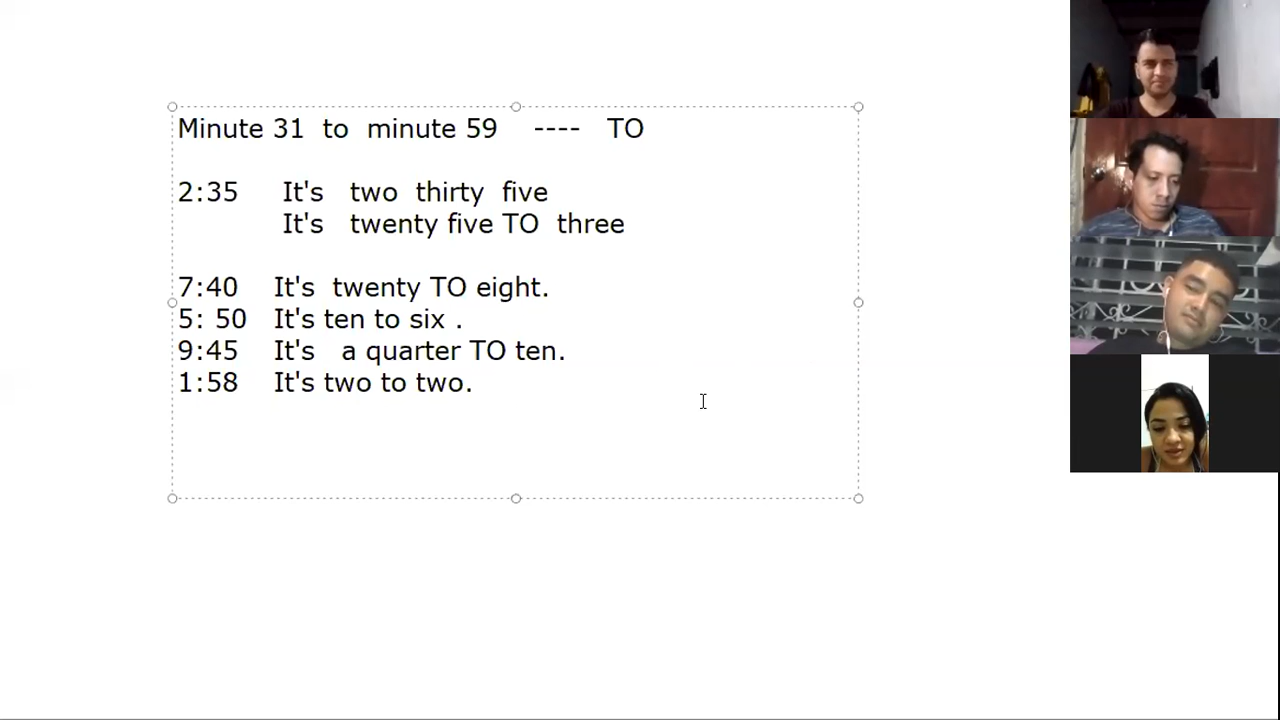 Minute 31 to minute 59 ---- TO
2:35 It's two thirty five
It's twenty five TO three
7:40 It's twenty TO eight.
5: 50 It's ten to six .
9:45 It's a quarter TO ten.
1:58 It's two to two.